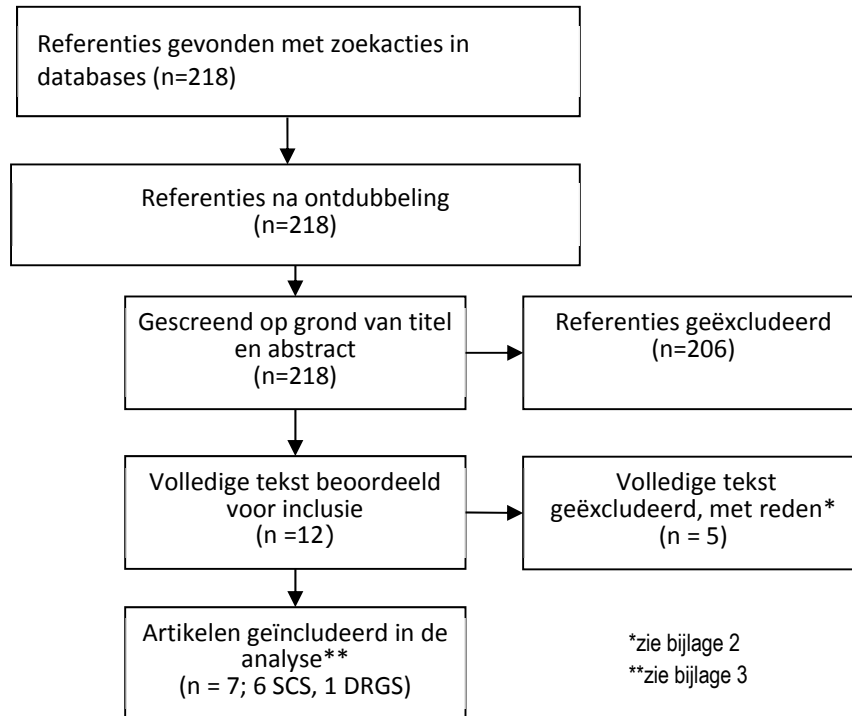 Referenties gevonden met zoekacties in
databases (n=218)
Referenties na ontdubbeling
(n=218)
Gescreend op grond van titel
en abstract
(n=218)
Referenties geëxcludeerd
(n=206)
Volledige tekst beoordeeld
voor inclusie
(n =12)
Volledige tekst
geëxcludeerd, met reden*
(n = 5)
Artikelen geïncludeerd in de
analyse**
(n = 7; 6 SCS, 1 DRGS)
*zie bijlage 2
**zie bijlage 3